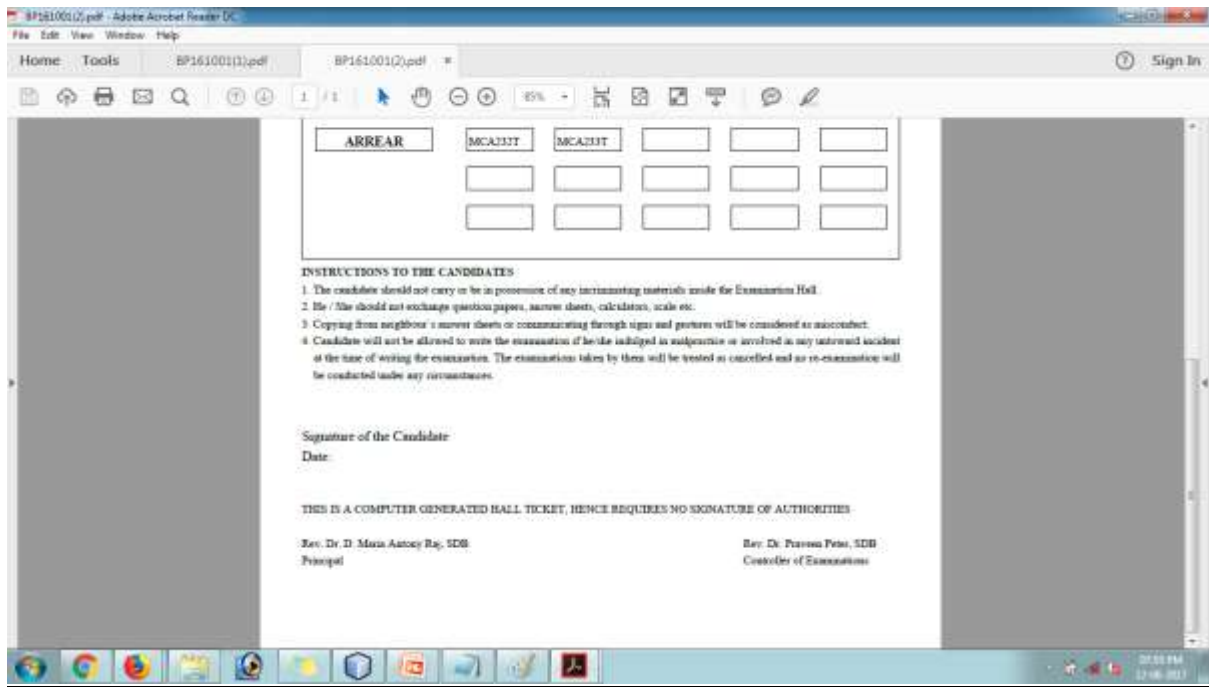 BP161001(2).pdf - Adobe Acrobat Reader DC
File Edit View Window Help
Home Tools BP161001(1).pdf BP161001(2).pdf × ? Sign In
1 / 1 85%
ARREAR MCA232T MCA233T
INSTRUCTIONS TO THE CANDIDATES
1. The candidate should not carry or be in possession of any incriminating materials inside the Examination Hall.
2. He / She should not exchange question papers, answer sheets, calculators, scale etc.
3. Copying from neighbour's answer sheets or communicating through signs and gestures will be considered as misconduct.
4. Candidate will not be allowed to write the examination if he/she indulged in malpractice or involved in any untoward incident
at the time of writing the examination. The examinations taken by them will be treated as cancelled and no re-examination will
be conducted under any circumstances.
Signature of the Candidate
Date:
THIS IS A COMPUTER GENERATED HALL TICKET, HENCE REQUIRES NO SIGNATURE OF AUTHORITIES
Rev. Dr. D. Maria Antony Raj, SDB Rev. Dr. Praveen Peter, SDB
Principal Controller of Examinations